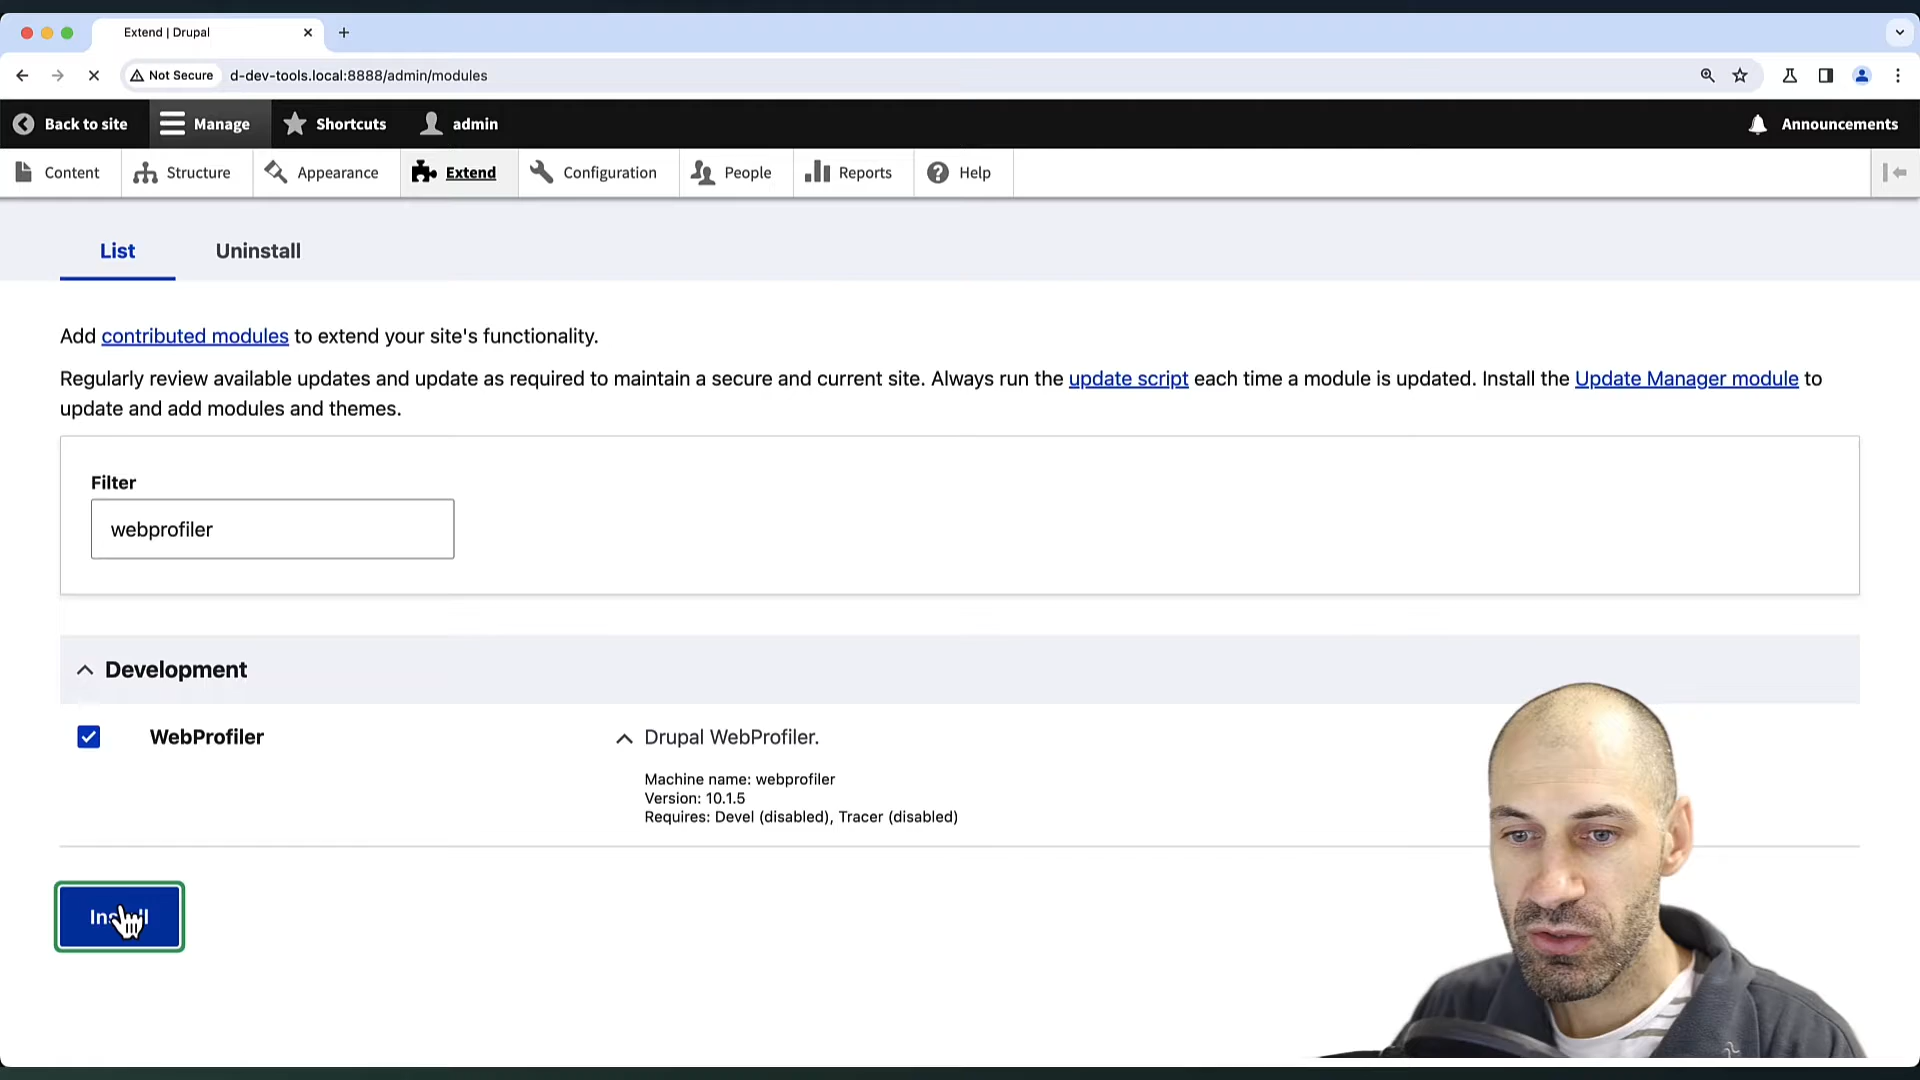 Extend | Drupal
Not Secure d-dev-tools.local:8888/admin/modules
Back to site Manage Shortcuts admin Announcements
Content Structure Appearance Extend Configuration People Reports Help
List Uninstall
Add contributed modules to extend your site's functionality.
Regularly review available updates and update as required to maintain a secure and current site. Always run the update script each time a module is updated. Install the Update Manager module to
update and add modules and themes.
Filter
webprofiler
Development
WebProfiler Drupal WebProfiler.
Machine name: webprofiler
Version: 10.1.5
Requires: Devel (disabled), Tracer (disabled)
Install